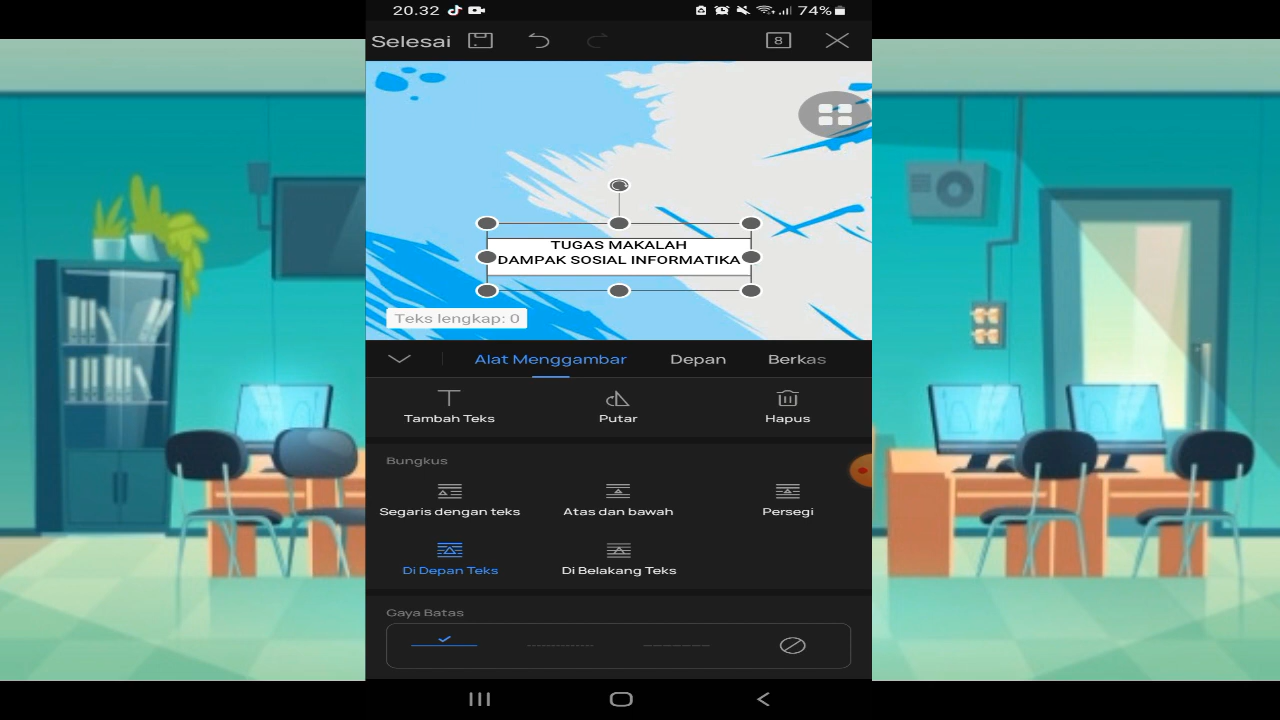 20.32
74%
Selesai
8
TUGAS MAKALAH
DAMPAK SOSIAL INFORMATIKA
Teks lengkap: 0
Alat Menggambar
Depan
Berkas
Tambah Teks
Putar
Hapus
Bungkus
Segaris dengan teks
Atas dan bawah
Persegi
Di Depan Teks
Di Belakang Teks
Gaya Batas